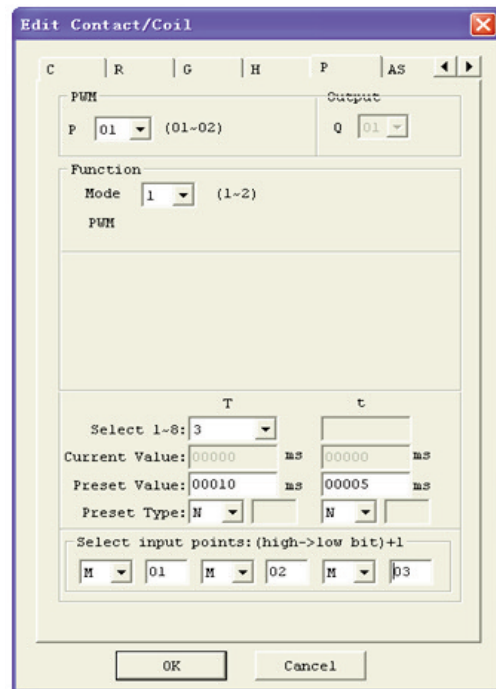 Edit Contact/Coil
C R G H P AS
PWM Output
P 01 (01~02) Q 01
Function
Mode 1 (1~2)
PWM
T t
Select 1~8: 3
Current Value: 00000 ms 00000 ms
Preset Value: 00010 ms 00005 ms
Preset Type: N N
Select input points:(high->low bit)+1
M 01 M 02 M 03
OK Cancel